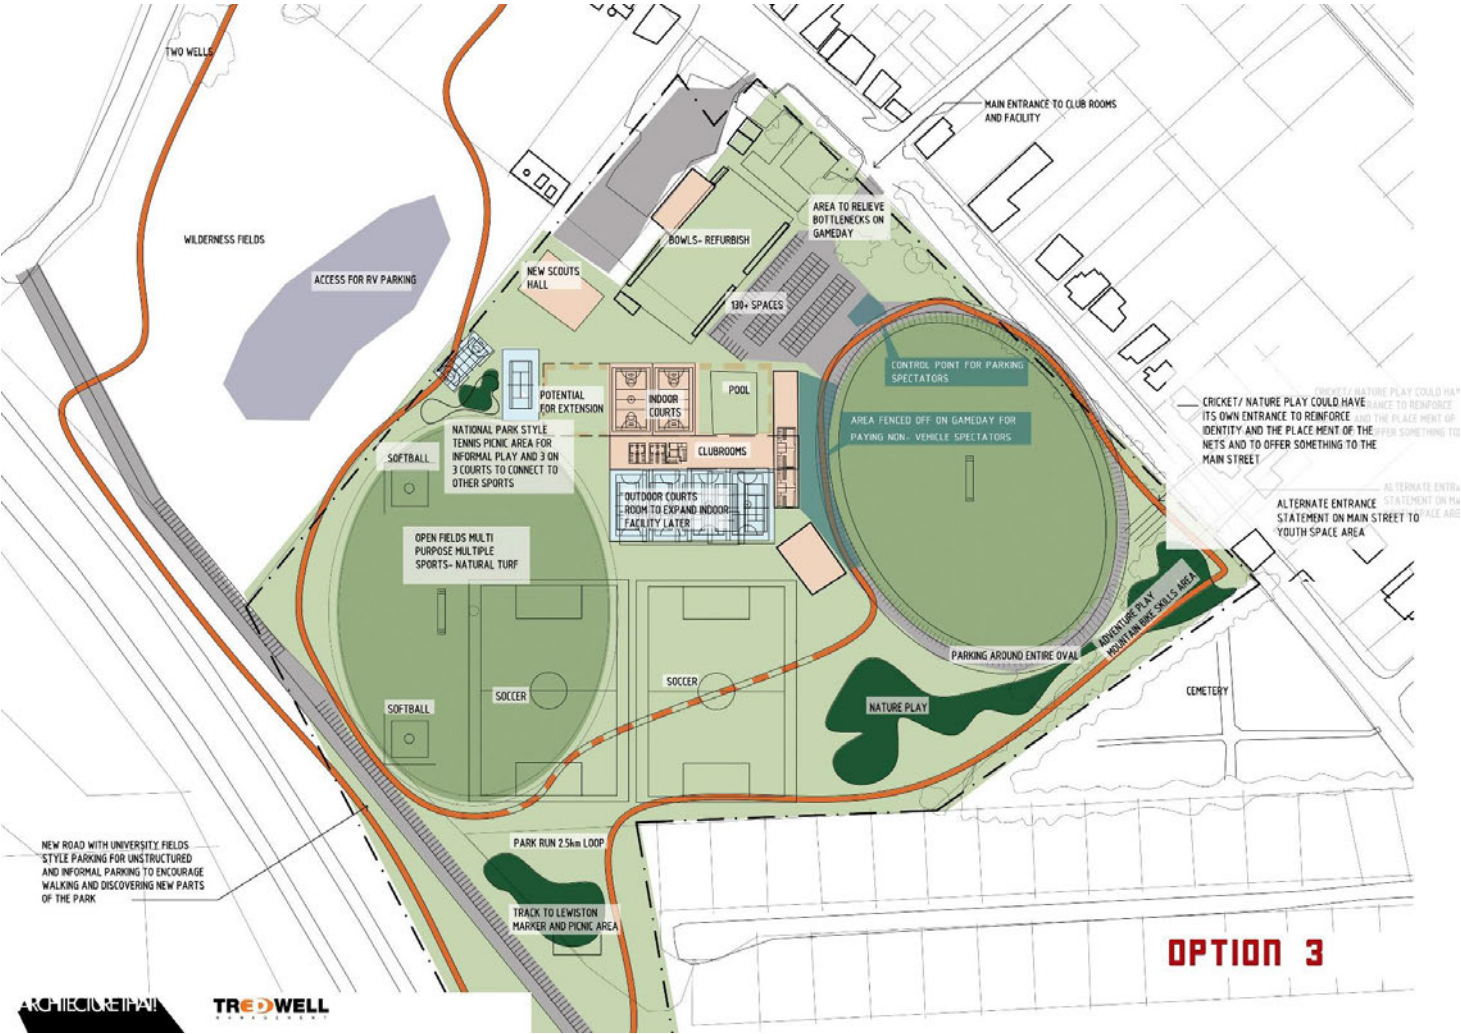 TWO WELLS
MAIN ENTRANCE TO CLUB ROOMS
AND FACILITY
WILDERNESS FIELDS
ACCESS FOR RV PARKING
AREA TO RELIEVE
BOTTLENECKS ON
GAMEDAY
BOWLS- REFURBISH
NEW SCOUTS
HALL
130+ SPACES
CONTROL POINT FOR PARKING
SPECTATORS
POTENTIAL
FOR EXTENSION
INDOOR
COURTS
POOL
AREA FENCED OFF ON GAMEDAY FOR
PAYING NON- VEHICLE SPECTATORS
CRICKET/ NATURE PLAY COULD HAVE
ITS OWN ENTRANCE TO REINFORCE
IDENTITY AND THE PLACE MENT OF THE
NETS AND TO OFFER SOMETHING TO THE
MAIN STREET
NATIONAL PARK STYLE
TENNIS PICNIC AREA FOR
INFORMAL PLAY AND 3 ON
3 COURTS TO CONNECT TO
OTHER SPORTS
SOFTBALL
CLUBROOMS
OUTDOOR COURTS
ROOM TO EXPAND INDOOR
FACILITY LATER
ALTERNATE ENTRANCE
STATEMENT ON MAIN STREET TO
YOUTH SPACE AREA
OPEN FIELDS MULTI
PURPOSE MULTIPLE
SPORTS- NATURAL TURF
ADVENTURE PLAY
MOUNTAIN BIKE SKILLS AREA
PARKING AROUND ENTIRE OVAL
SOCCER
SOCCER
CEMETERY
SOFTBALL
NATURE PLAY
NEW ROAD WITH UNIVERSITY FIELDS
STYLE PARKING FOR UNSTRUCTURED
AND INFORMAL PARKING TO ENCOURAGE
WALKING AND DISCOVERING NEW PARTS
OF THE PARK
PARK RUN 2.5km LOOP
TRACK TO LEWISTON
MARKER AND PICNIC AREA
OPTION 3
ARCHITECTURE THAT!
TREDWELL
MANAGEMENT